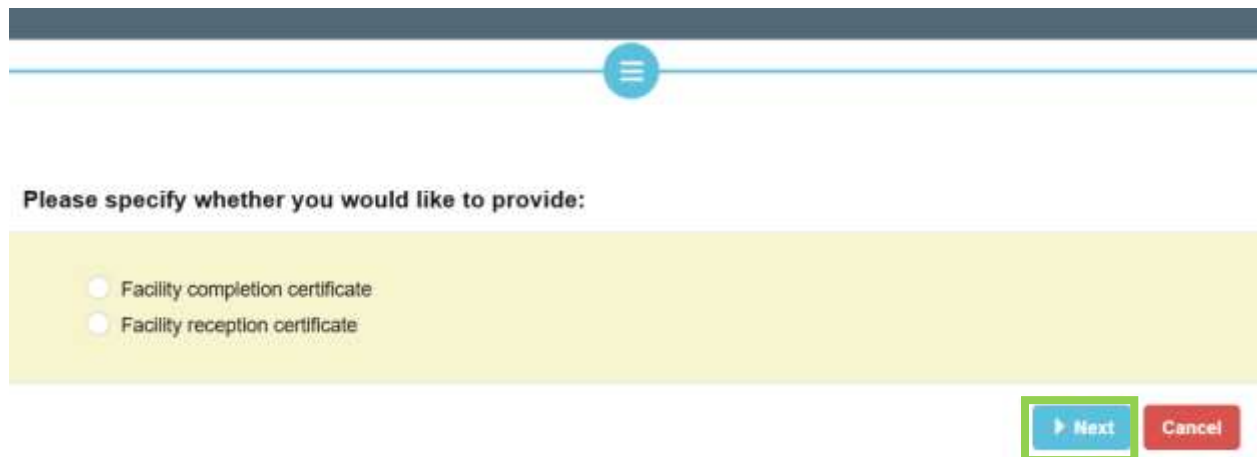 Please specify whether you would like to provide:
Facility completion certificate
Facility reception certificate
Next Cancel